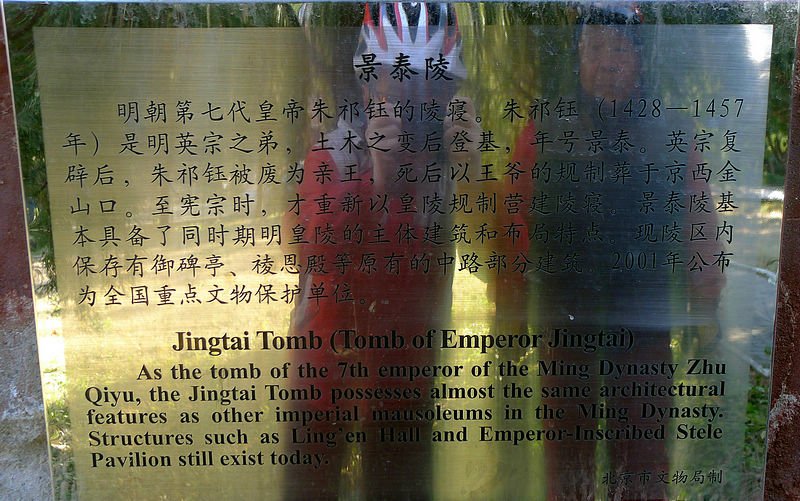 景泰陵
明朝第七代皇帝朱祁钰的陵寝。朱祁钰（1428—1457
年）是明英宗之弟，土木之变后登基，年号景泰。英宗复
辟后，朱祁钰被废为亲王，死后以王爷的规制葬于京西金
山口。至宪宗时，才重新以皇陵规制营建陵寝。景泰陵基
本具备了同时期明皇陵的主体建筑和布局特点。现陵区内
保存有御碑亭、祾恩殿等原有的中路部分建筑。2001年公布
为全国重点文物保护单位。
Jingtai Tomb (Tomb of Emperor Jingtai)
As the tomb of the 7th emperor of the Ming Dynasty Zhu
Qiyu, the Jingtai Tomb possesses almost the same architectural
features as other imperial mausoleums in the Ming Dynasty.
Structures such as Ling'en Hall and Emperor-Inscribed Stele
Pavilion still exist today.
北京市文物局制